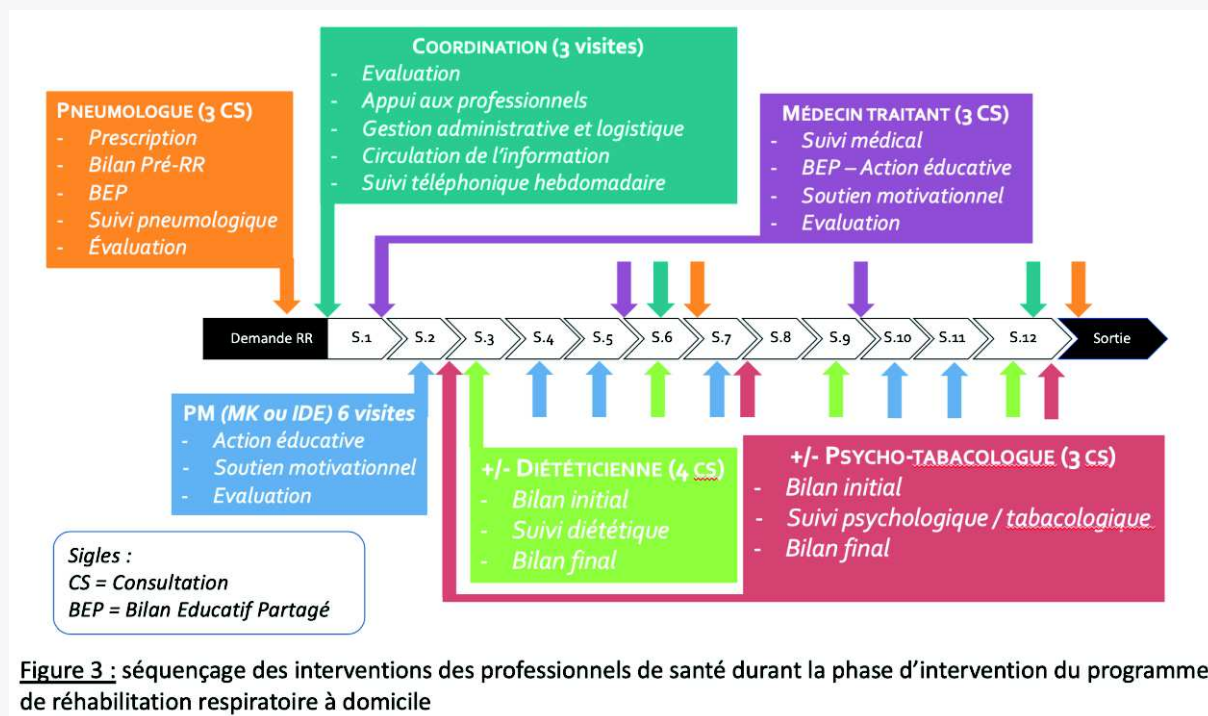 COORDINATION (3 visites)
- Evaluation
- Appui aux professionnels
- Gestion administrative et logistique
- Circulation de l'information
- Suivi téléphonique hebdomadaire
PNEUMOLOGUE (3 CS)
- Prescription
- Bilan Pré-RR
- BEP
- Suivi pneumologique
- Évaluation
MÉDECIN TRAITANT (3 CS)
- Suivi médical
- BEP – Action éducative
- Soutien motivationnel
- Evaluation
Demande RR
S.1
S.2
S.3
S.4
S.5
S.6
S.7
S.8
S.9
S.10
S.11
S.12
Sortie
PM (MK ou IDE) 6 visites
- Action éducative
- Soutien motivationnel
- Evaluation
+/- DIÉTÉTICIENNE (4 CS)
- Bilan initial
- Suivi diététique
- Bilan final
+/- PSYCHO-TABACOLOGUE (3 CS)
- Bilan initial
- Suivi psychologique / tabacologique
- Bilan final
Sigles :
CS = Consultation
BEP = Bilan Educatif Partagé
Figure 3 : séquençage des interventions des professionnels de santé durant la phase d'intervention du programme
de réhabilitation respiratoire à domicile